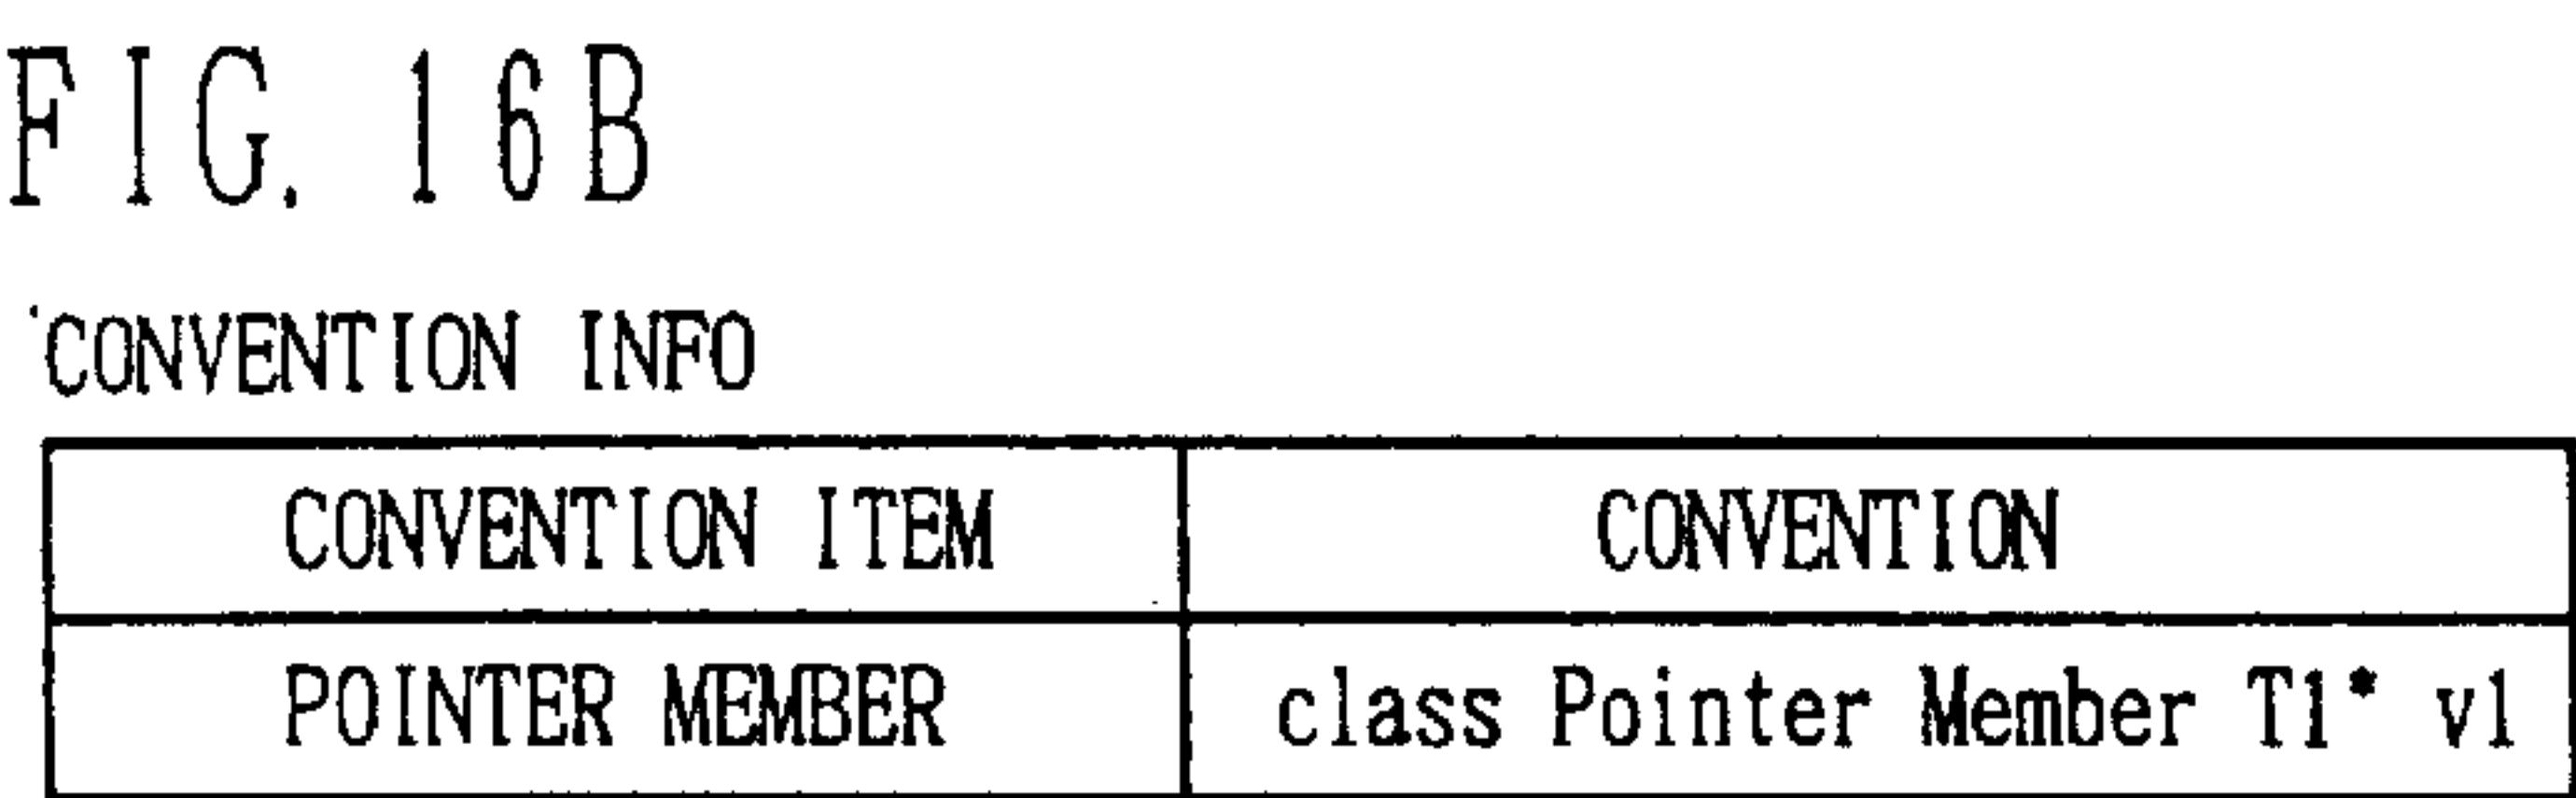 FIG. 16B
CONVENTION INFO
CONVENTION ITEM CONVENTION
POINTER MEMBER class Pointer Member T1* v1